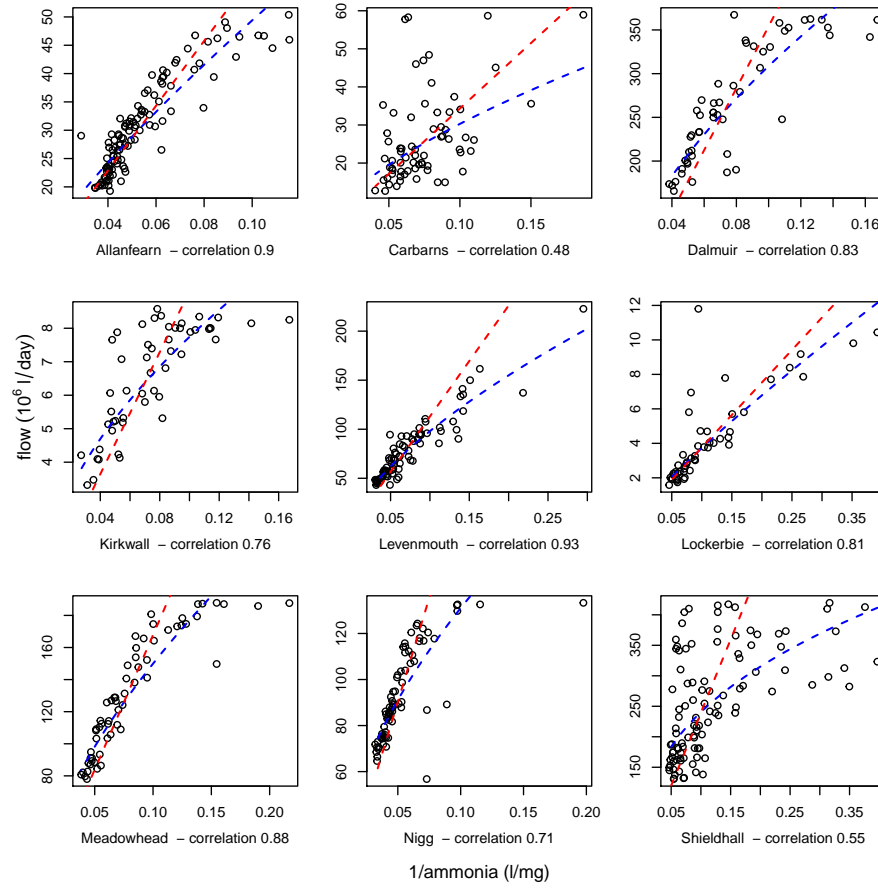 50
45
40
35
30
25
20
0.04 0.06 0.08 0.10
Allanfearn – correlation 0.9
60
50
40
30
20
0.05 0.10 0.15
Carbarns – correlation 0.48
350
300
250
200
0.04 0.08 0.12 0.16
Dalmuir – correlation 0.83
flow (10⁶ l/day)
8
7
6
5
4
0.04 0.08 0.12 0.16
Kirkwall – correlation 0.76
200
150
100
50
0.05 0.15 0.25
Levenmouth – correlation 0.93
12
10
8
6
4
2
0.05 0.15 0.25 0.35
Lockerbie – correlation 0.81
160
120
80
0.05 0.10 0.15 0.20
Meadowhead – correlation 0.88
120
100
80
60
0.05 0.10 0.15 0.20
Nigg – correlation 0.71
350
250
150
0.05 0.15 0.25 0.35
Shieldhall – correlation 0.55
1/ammonia (l/mg)